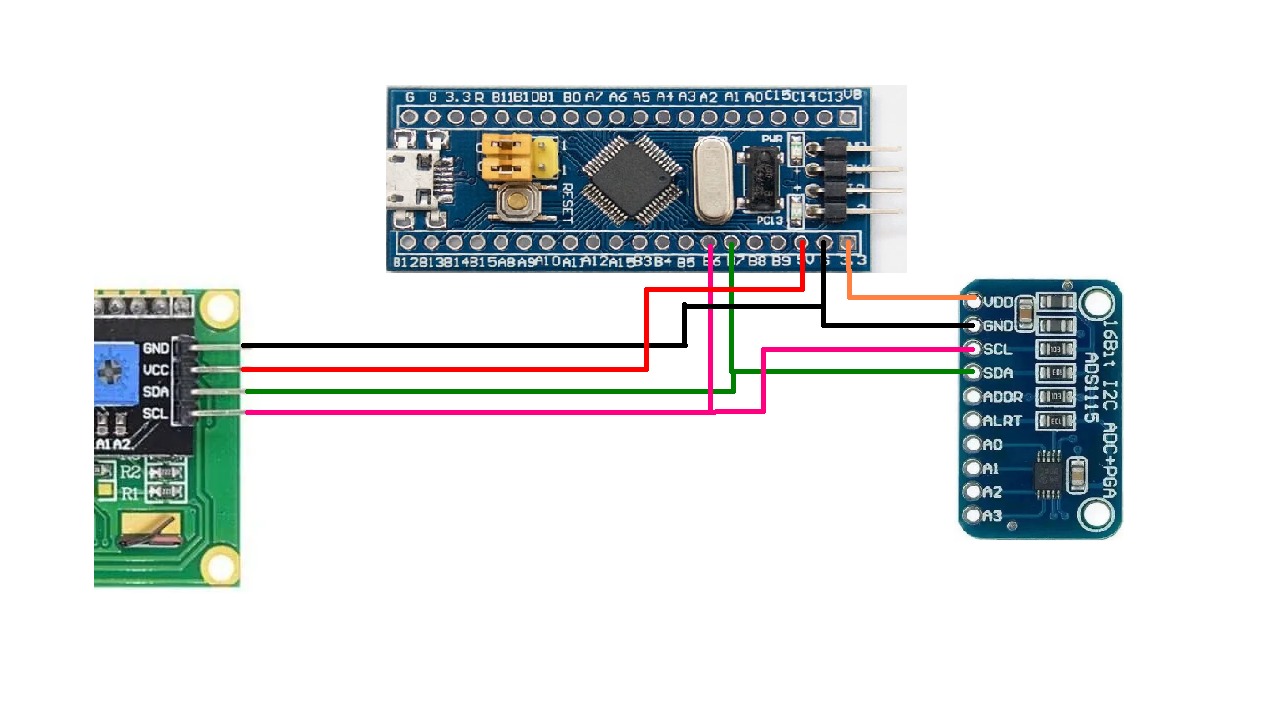 G G 3.3 R B11 B10 B1 B0 A7 A6 A5 A4 A3 A2 A1 A0 C15 C14 C13 VB
PWR
RESET
PC13
B12 B13 B14 B15 A8 A9 A10 A11 A12 A15 B3 B4 B5 B6 B7 B8 B9 5V G 3.3
GND
VCC
SDA
SCL
A1 A2
R2
R1
VDD
GND
SCL
SDA
ADDR
ALRT
A0
A1
A2
A3
16Bit I2C ADC+PGA
ADS1115